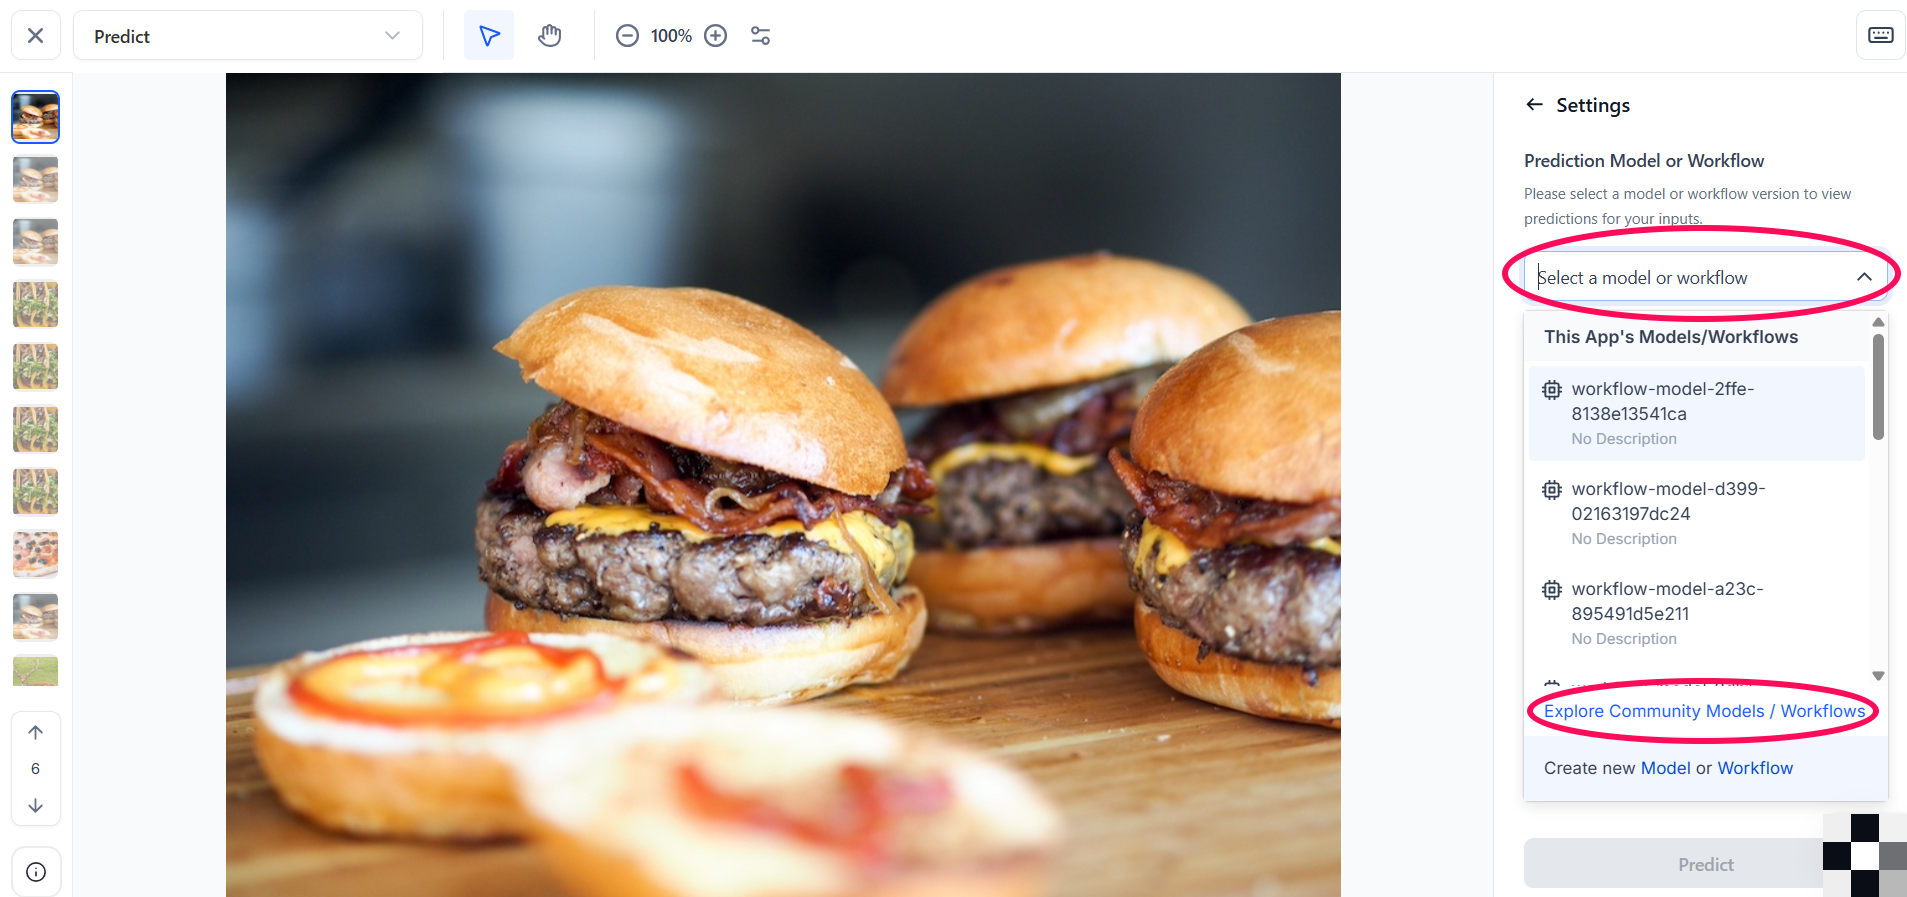 Predict
100%
6
Settings
Prediction Model or Workflow
Please select a model or workflow version to view
predictions for your inputs.
Select a model or workflow
This App's Models/Workflows
workflow-model-2ffe-
8138e13541ca
No Description
workflow-model-d399-
02163197dc24
No Description
workflow-model-a23c-
895491d5e211
No Description
Explore Community Models / Workflows
Create new Model or Workflow
Predict